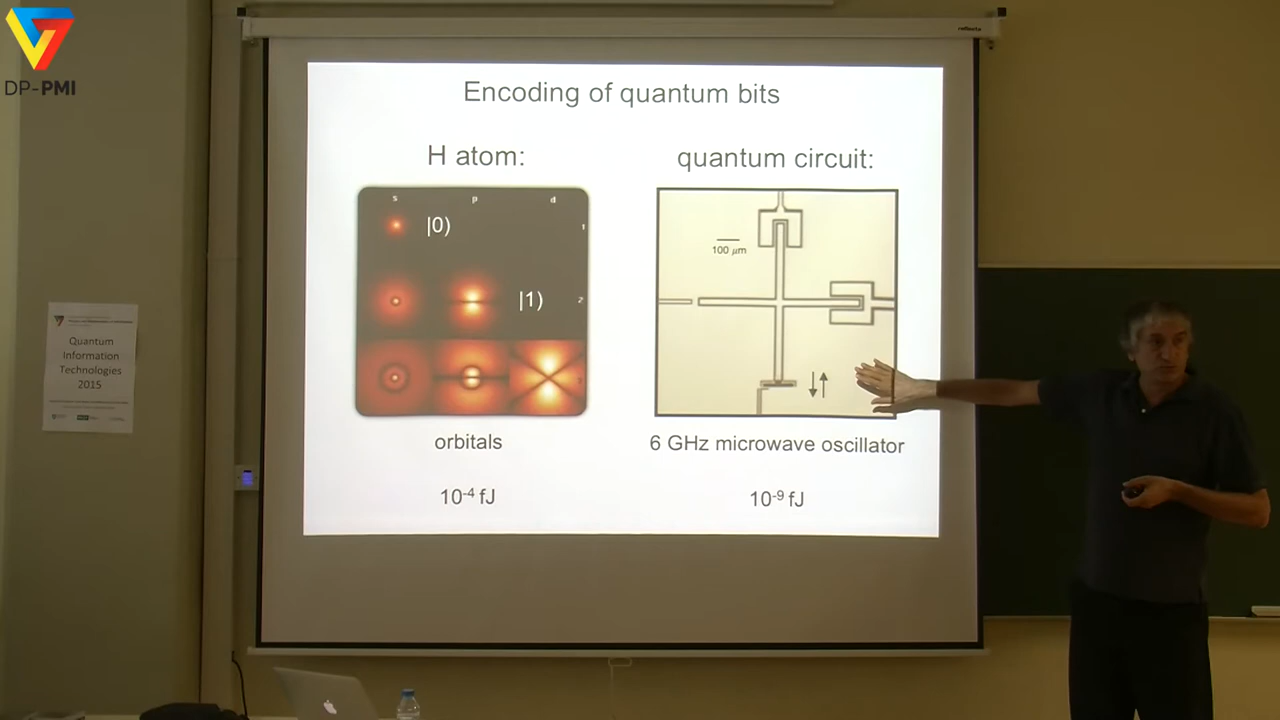 DP-PMI
reflecta
Encoding of quantum bits
H atom:
quantum circuit:
s p d
|0⟩
1
|1⟩
2
3
100 μm
orbitals
6 GHz microwave oscillator
10⁻⁴ fJ
10⁻⁹ fJ
Quantum
Information
Technologies
2015